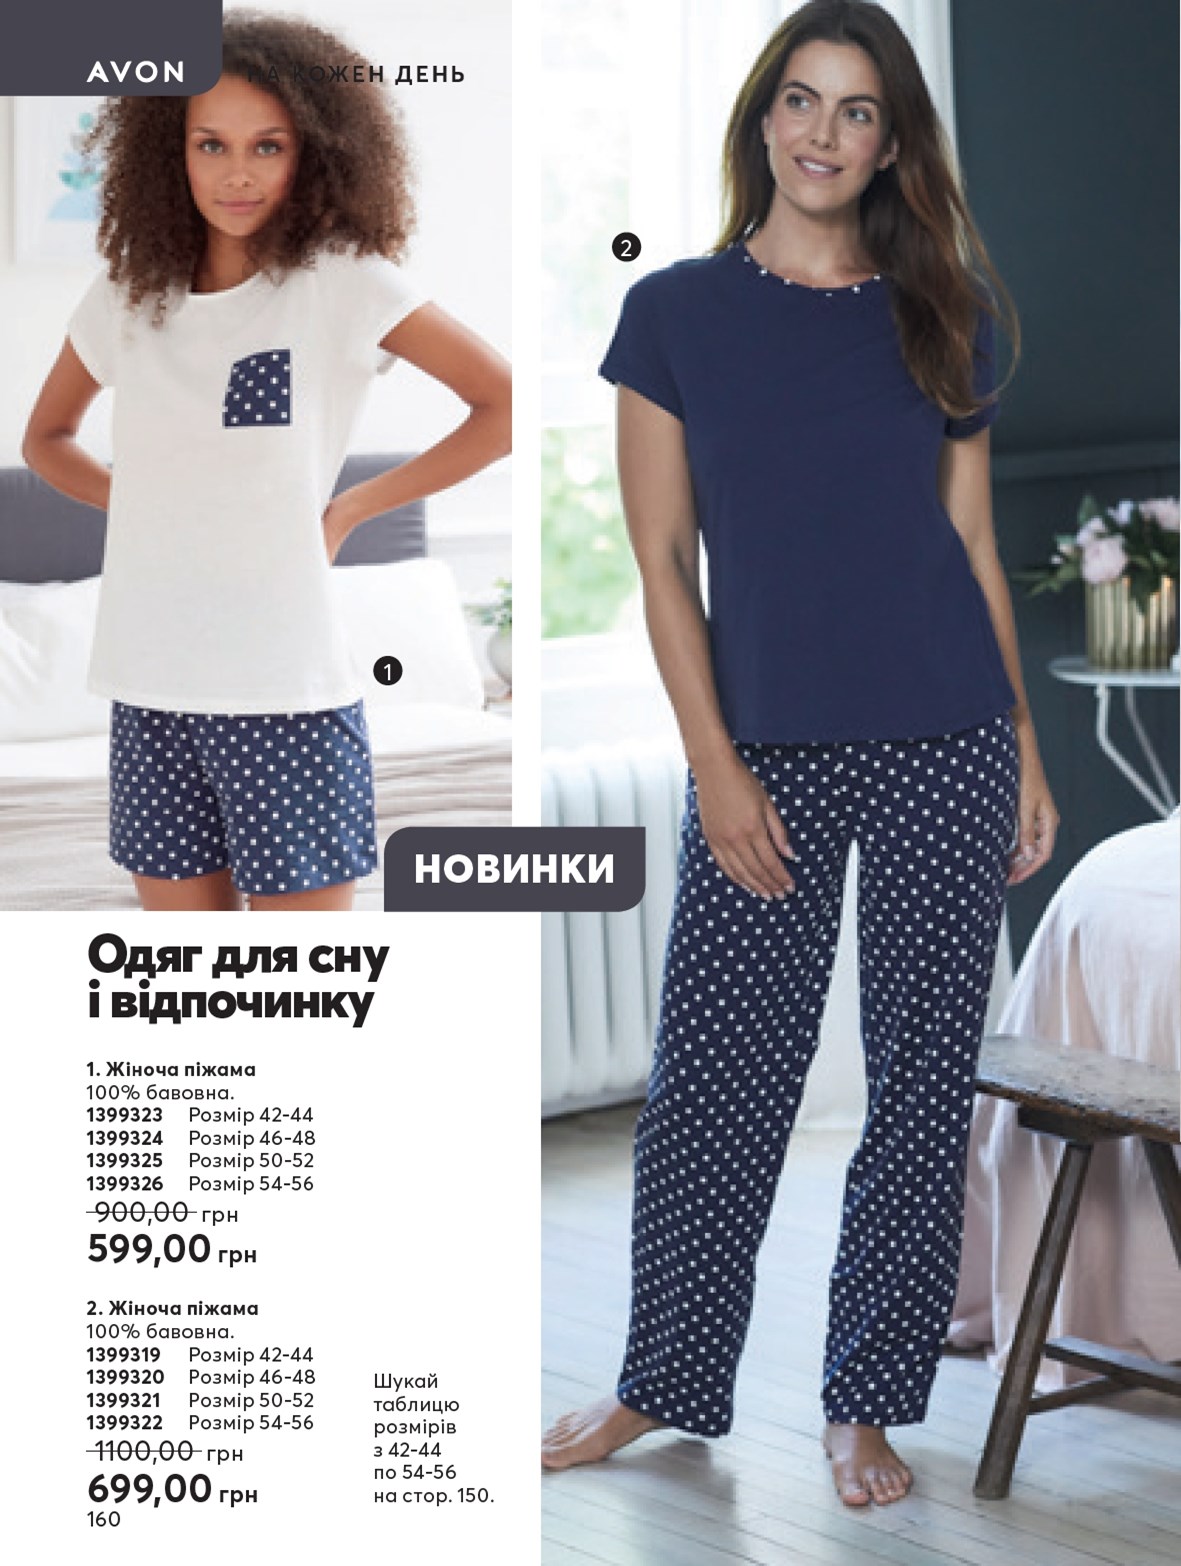 AVON НА КОЖЕН ДЕНЬ
2
1
НОВИНКИ
Одяг для сну
і відпочинку
1. Жіноча піжама
100% бавовна.
1399323 Розмір 42-44
1399324 Розмір 46-48
1399325 Розмір 50-52
1399326 Розмір 54-56
900,00 грн
599,00 грн
2. Жіноча піжама
100% бавовна.
1399319 Розмір 42-44
1399320 Розмір 46-48
1399321 Розмір 50-52
1399322 Розмір 54-56
1100,00 грн
699,00 грн
Шукай
таблицю
розмірів
з 42-44
по 54-56
на стор. 150.
160